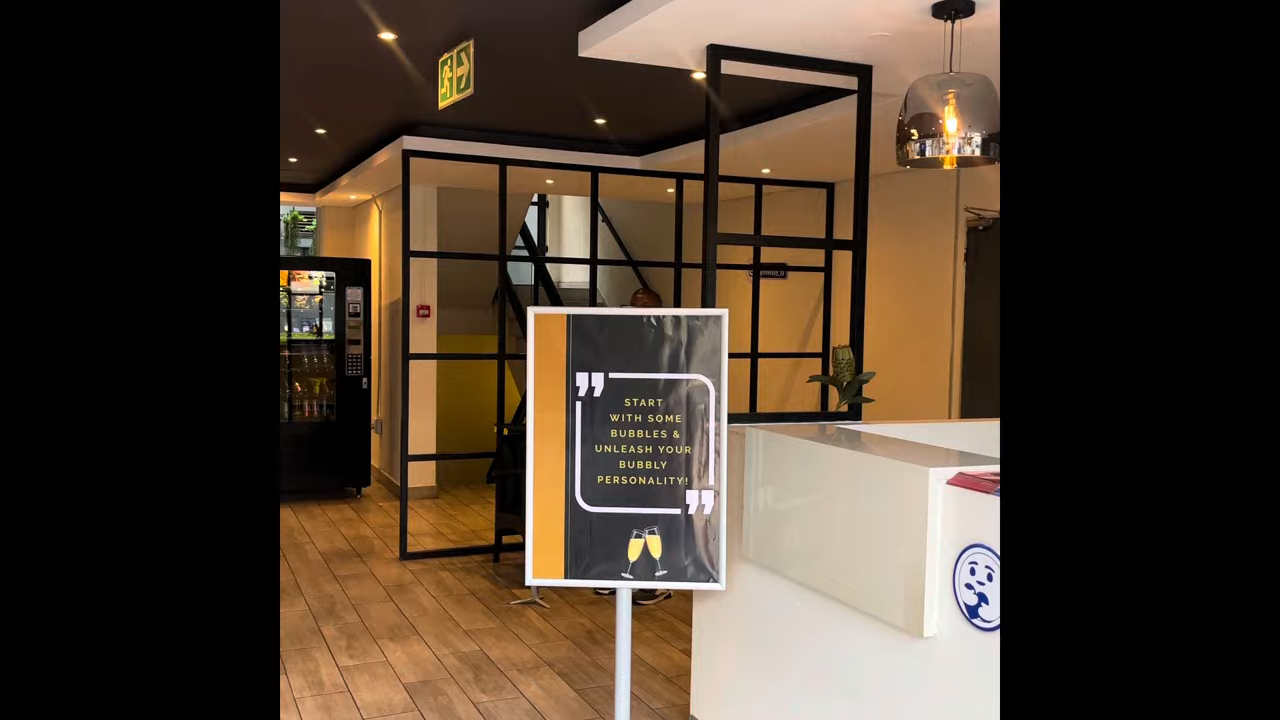 START
WITH SOME
BUBBLES &
UNLEASH YOUR
BUBBLY
PERSONALITY!